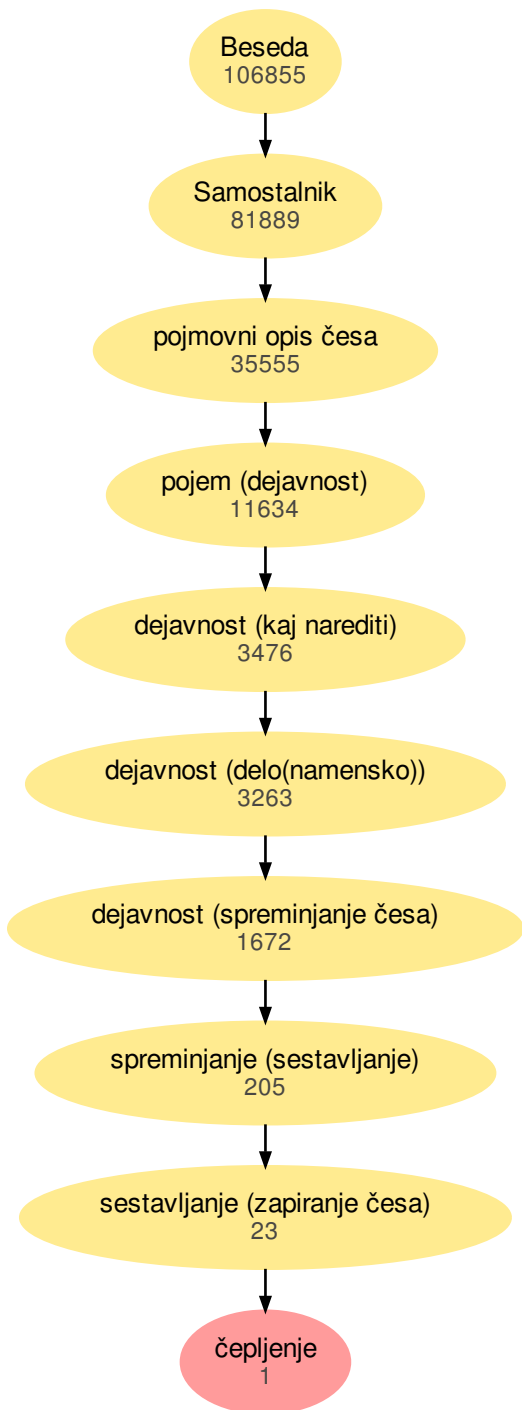 Beseda
106855
Samostalnik
81889
pojmovni opis česa
35555
pojem (dejavnost)
11634
dejavnost (kaj narediti)
3476
dejavnost (delo(namensko))
3263
dejavnost (spreminjanje česa)
1672
spreminjanje (sestavljanje)
205
sestavljanje (zapiranje česa)
23
čepljenje
1